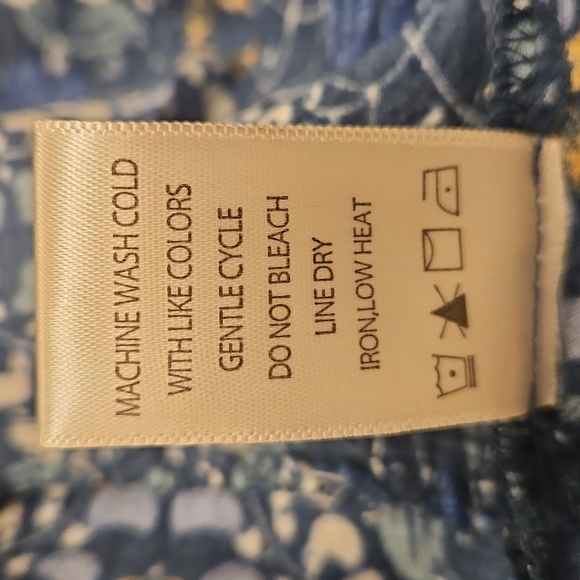 MACHINE WASH COLD
WITH LIKE COLORS
GENTLE CYCLE
DO NOT BLEACH
LINE DRY
IRON,LOW HEAT